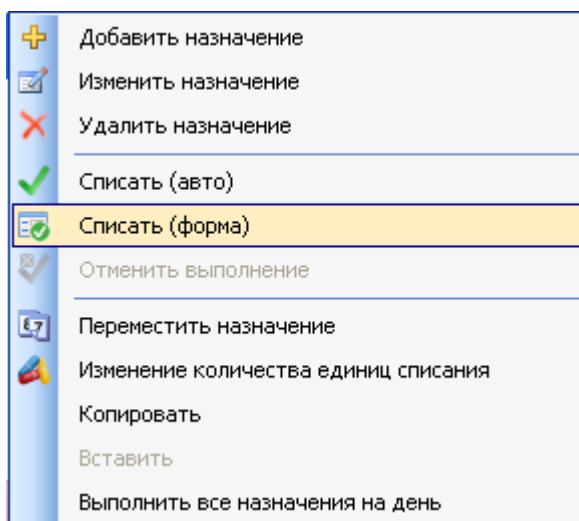 Добавить назначение
Изменить назначение
Удалить назначение
Списать (авто)
Списать (форма)
Отменить выполнение
Переместить назначение
Изменение количества единиц списания
Копировать
Вставить
Выполнить все назначения на день